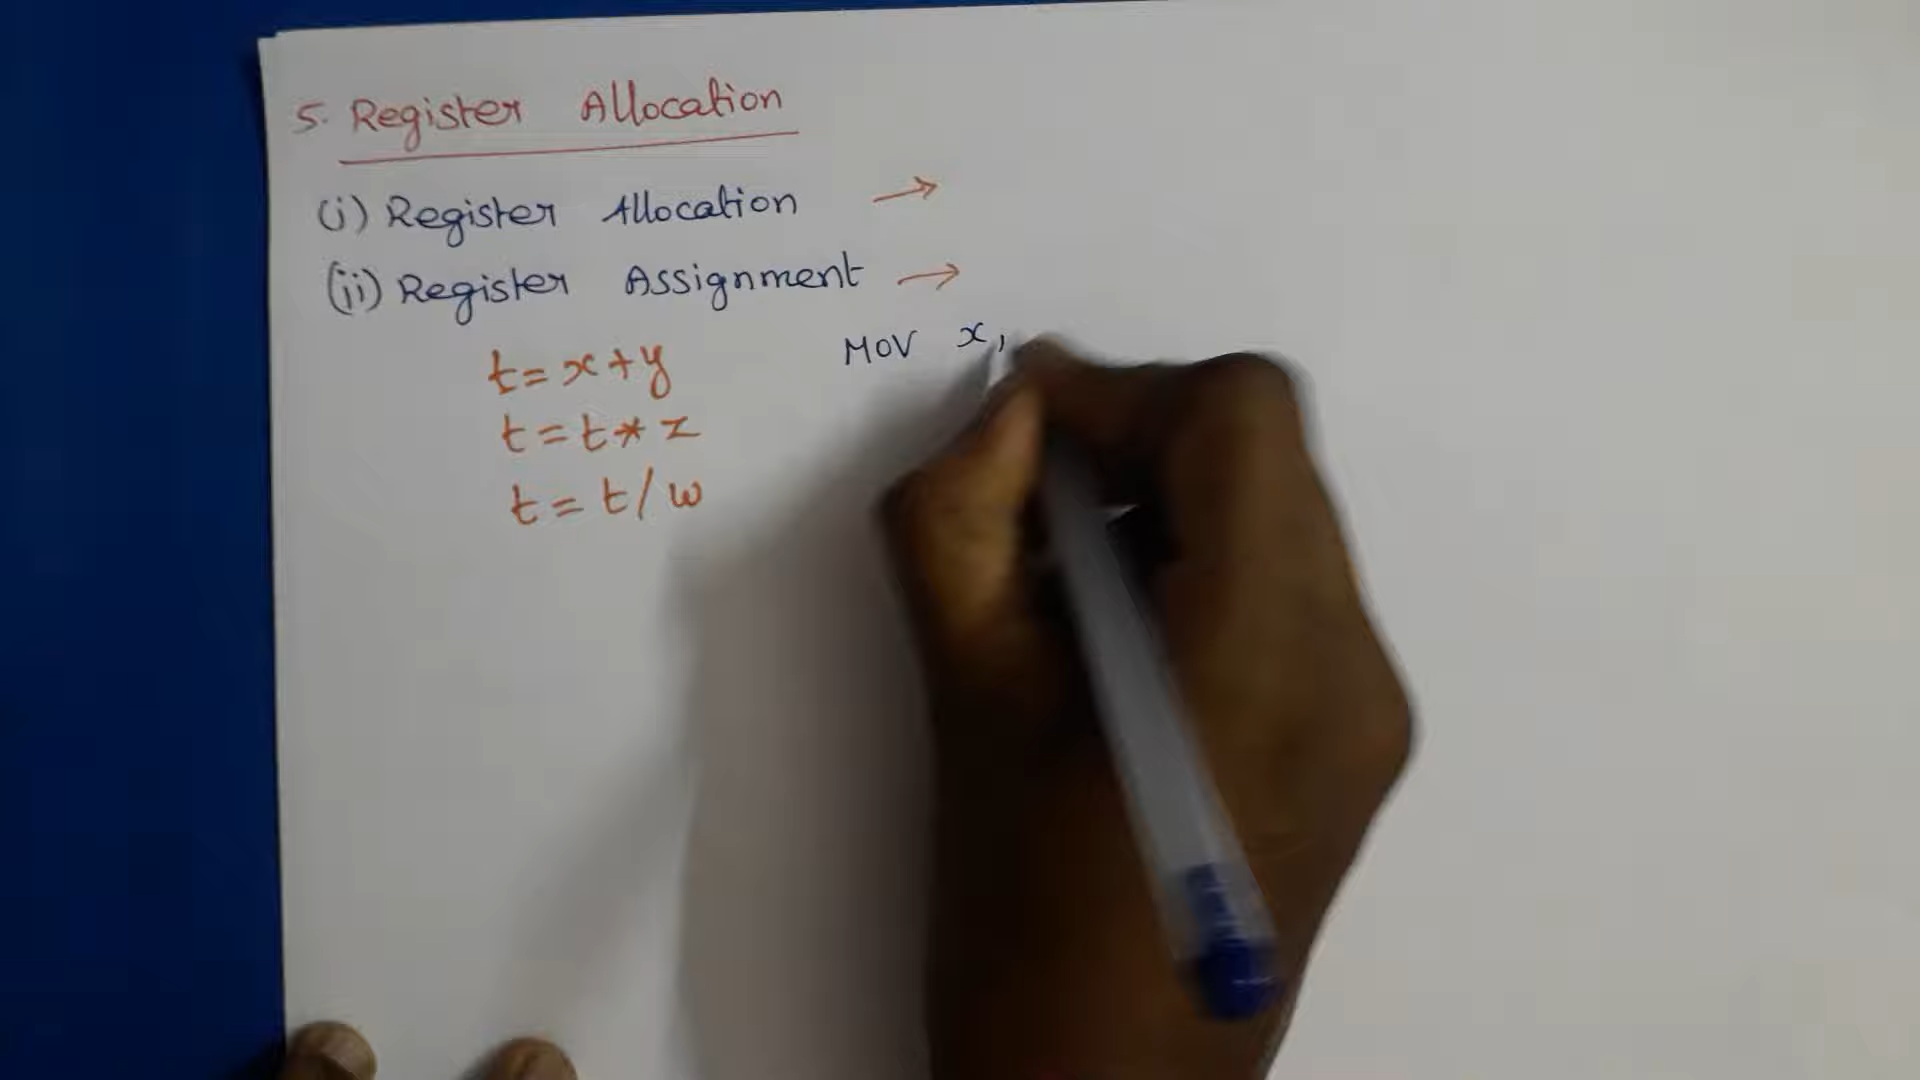 5. Register Allocation
(i) Register Allocation →
(ii) Register Assignment →
t = x + y MOV x,
t = t * z
t = t / w